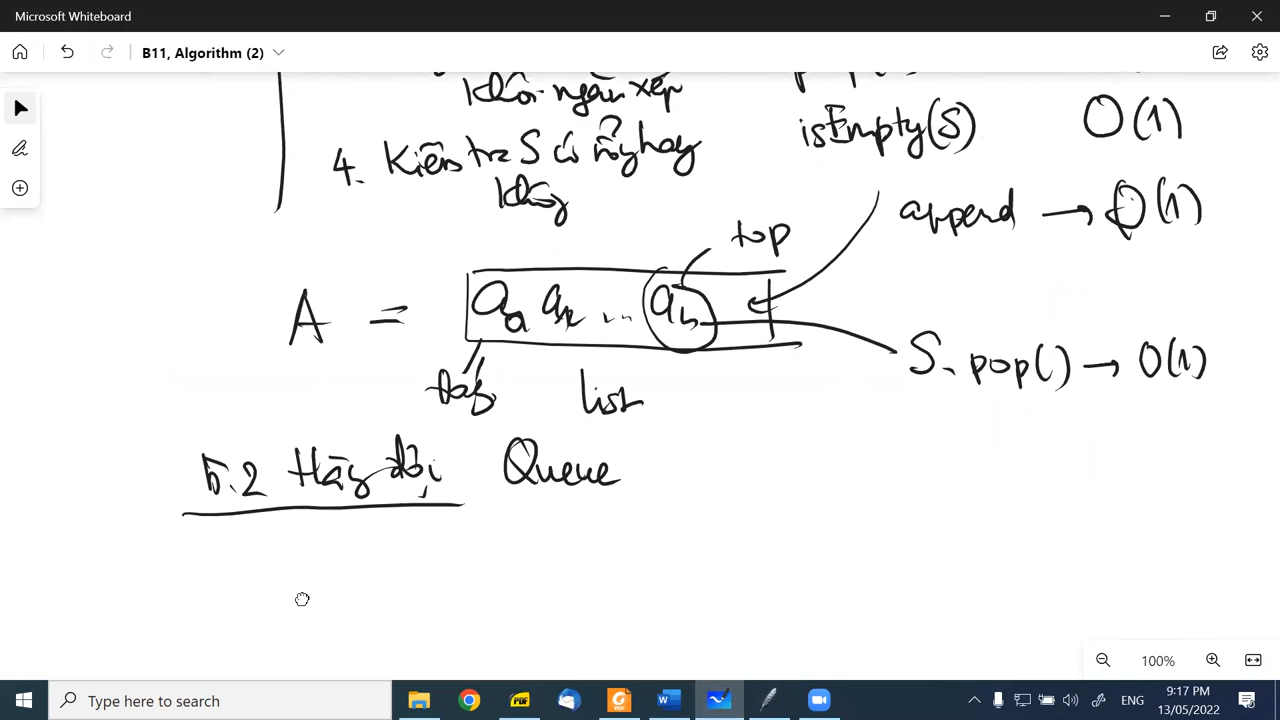 Microsoft Whiteboard
B11, Algorithm (2)
khỏi ngăn xếp
4. Kiểm tra S có rỗng hay
không
isEmpty(S) O(1)
append → O(1)
top
A =
list
S.pop() → O(1)
5.2 Hàng đợi Queue
100%
Type here to search
ENG
9:17 PM
13/05/2022